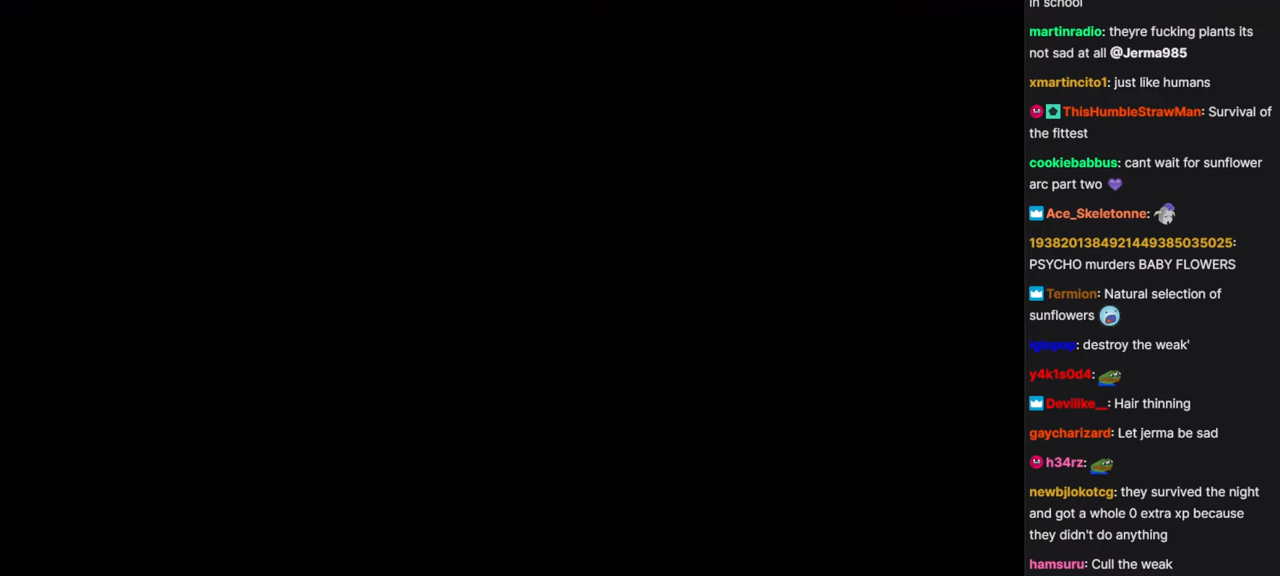 in school
martinradio: theyre fucking plants its
not sad at all @Jerma985
xmartincito1: just like humans
ThisHumbleStrawMan: Survival of
the fittest
cookiebabbus: cant wait for sunflower
arc part two
Ace_Skeletonne:
1938201384921449385035025:
PSYCHO murders BABY FLOWERS
Termion: Natural selection of
sunflowers
iglopop: destroy the weak'
y4k1s0d4:
Devilike__: Hair thinning
gaycharizard: Let jerma be sad
h34rz:
newbjlokotcg: they survived the night
and got a whole 0 extra xp because
they didn't do anything
hamsuru: Cull the weak